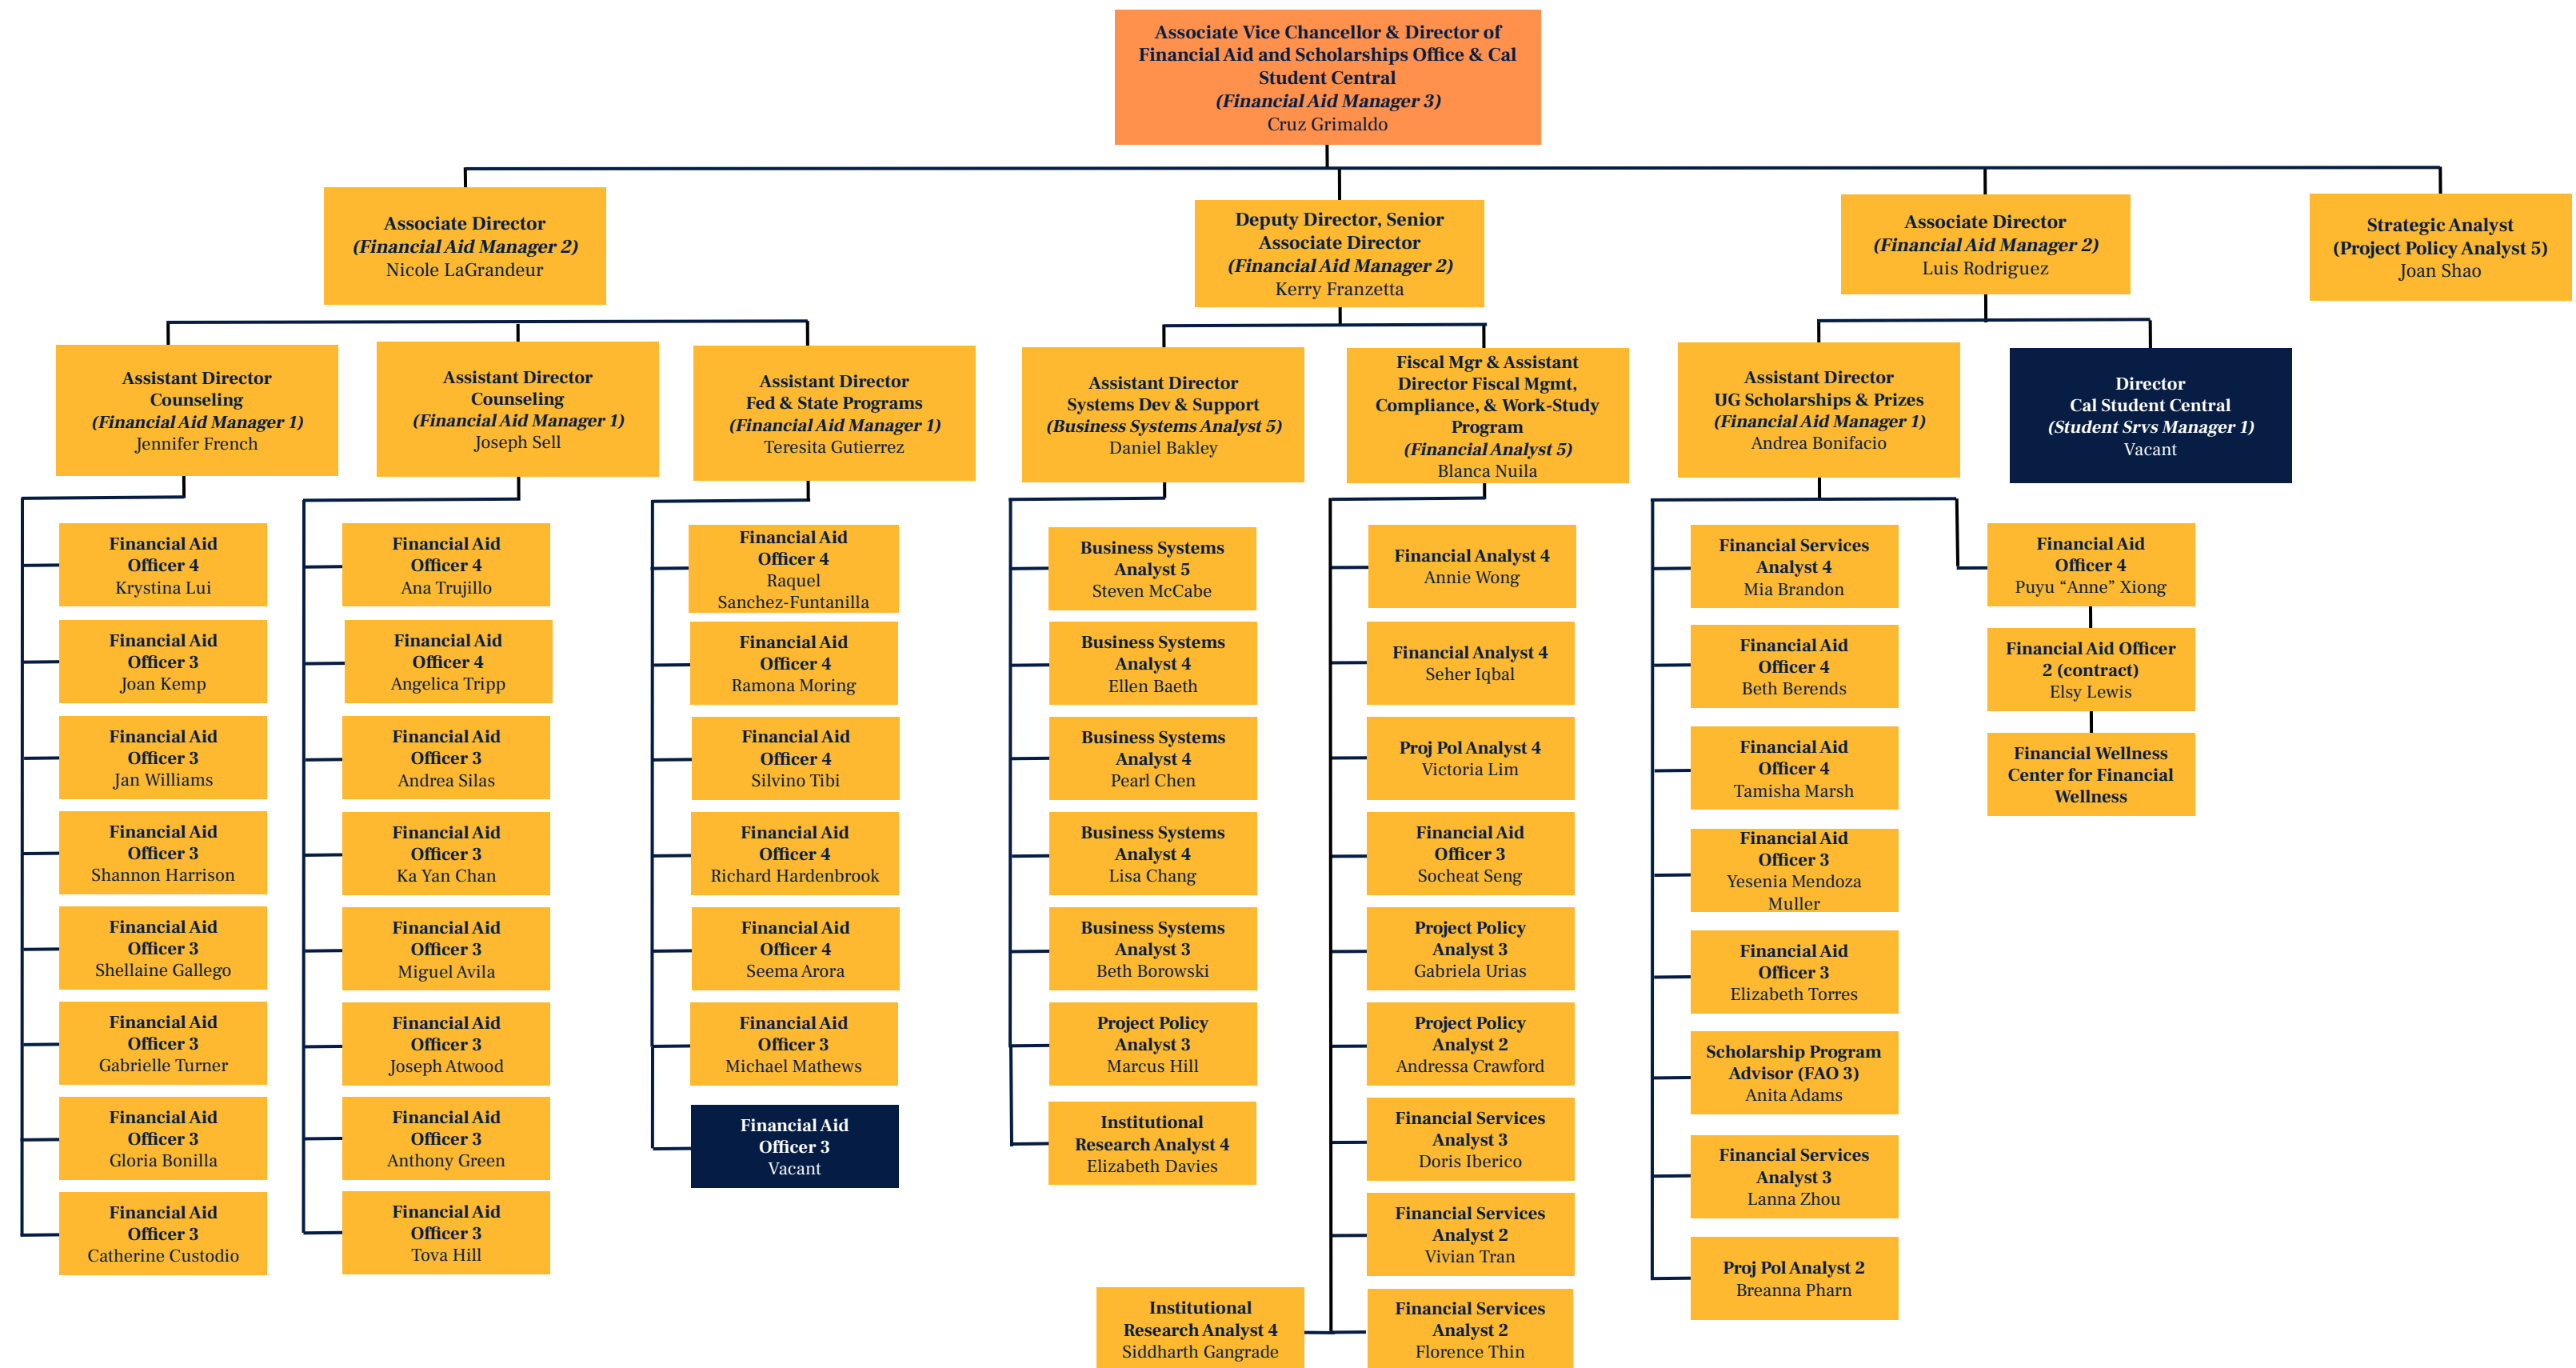 Associate Vice Chancellor & Director of
Financial Aid and Scholarships Office & Cal
Student Central
(Financial Aid Manager 3)
Cruz Grimaldo
Associate Director
(Financial Aid Manager 2)
Nicole LaGrandeur
Deputy Director, Senior
Associate Director
(Financial Aid Manager 2)
Kerry Franzetta
Associate Director
(Financial Aid Manager 2)
Luis Rodriguez
Strategic Analyst
(Project Policy Analyst 5)
Joan Shao
Assistant Director
Counseling
(Financial Aid Manager 1)
Jennifer French
Assistant Director
Counseling
(Financial Aid Manager 1)
Joseph Sell
Assistant Director
Fed & State Programs
(Financial Aid Manager 1)
Teresita Gutierrez
Assistant Director
Systems Dev & Support
(Business Systems Analyst 5)
Daniel Bakley
Fiscal Mgr & Assistant
Director Fiscal Mgmt,
Compliance, & Work-Study
Program
(Financial Analyst 5)
Blanca Nuila
Assistant Director
UG Scholarships & Prizes
(Financial Aid Manager 1)
Andrea Bonifacio
Director
Cal Student Central
(Student Srvs Manager 1)
Vacant
Financial Aid
Officer 4
Krystina Lui
Financial Aid
Officer 3
Joan Kemp
Financial Aid
Officer 3
Jan Williams
Financial Aid
Officer 3
Shannon Harrison
Financial Aid
Officer 3
Shellaine Gallego
Financial Aid
Officer 3
Gabrielle Turner
Financial Aid
Officer 3
Gloria Bonilla
Financial Aid
Officer 3
Catherine Custodio
Financial Aid
Officer 4
Ana Trujillo
Financial Aid
Officer 4
Angelica Tripp
Financial Aid
Officer 3
Andrea Silas
Financial Aid
Officer 3
Ka Yan Chan
Financial Aid
Officer 3
Miguel Avila
Financial Aid
Officer 3
Joseph Atwood
Financial Aid
Officer 3
Anthony Green
Financial Aid
Officer 3
Tova Hill
Financial Aid
Officer 4
Raquel
Sanchez-Funtanilla
Financial Aid
Officer 4
Ramona Moring
Financial Aid
Officer 4
Silvino Tibi
Financial Aid
Officer 4
Richard Hardenbrook
Financial Aid
Officer 4
Seema Arora
Financial Aid
Officer 3
Michael Mathews
Financial Aid
Officer 3
Vacant
Business Systems
Analyst 5
Steven McCabe
Business Systems
Analyst 4
Ellen Baeth
Business Systems
Analyst 4
Pearl Chen
Business Systems
Analyst 4
Lisa Chang
Business Systems
Analyst 3
Beth Borowski
Project Policy
Analyst 3
Marcus Hill
Institutional
Research Analyst 4
Elizabeth Davies
Financial Analyst 4
Annie Wong
Financial Analyst 4
Seher Iqbal
Proj Pol Analyst 4
Victoria Lim
Financial Aid
Officer 3
Socheat Seng
Project Policy
Analyst 3
Gabriela Urias
Project Policy
Analyst 2
Andressa Crawford
Financial Services
Analyst 3
Doris Iberico
Financial Services
Analyst 2
Vivian Tran
Institutional
Research Analyst 4
Siddharth Gangrade
Financial Services
Analyst 2
Florence Thin
Financial Services
Analyst 4
Mia Brandon
Financial Aid
Officer 4
Beth Berends
Financial Aid
Officer 4
Tamisha Marsh
Financial Aid
Officer 3
Yesenia Mendoza
Muller
Financial Aid
Officer 3
Elizabeth Torres
Scholarship Program
Advisor (FAO 3)
Anita Adams
Financial Services
Analyst 3
Lanna Zhou
Proj Pol Analyst 2
Breanna Pharn
Financial Aid
Officer 4
Puyu “Anne” Xiong
Financial Aid Officer
2 (contract)
Elsy Lewis
Financial Wellness
Center for Financial
Wellness